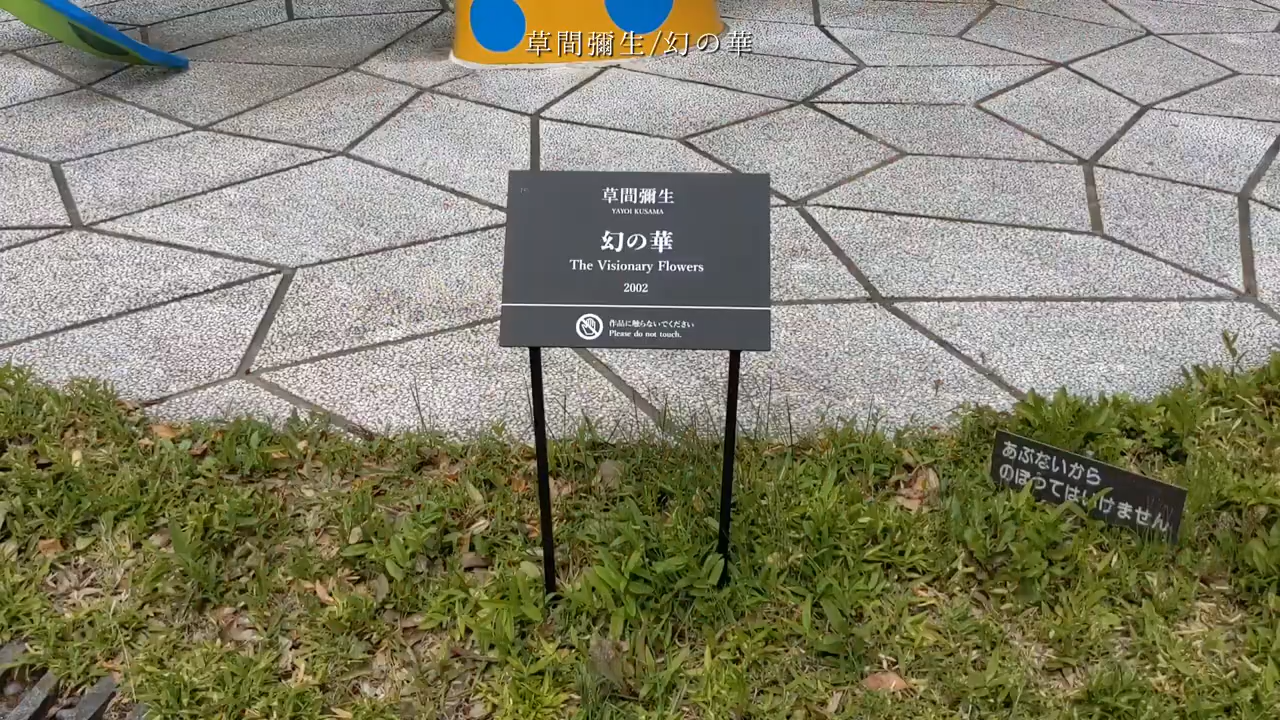 草間彌生/幻の華
草間彌生
YAYOI KUSAMA
幻の華
The Visionary Flowers
2002
作品に触らないでください
Please do not touch.
あぶないから
のぼってはいけません